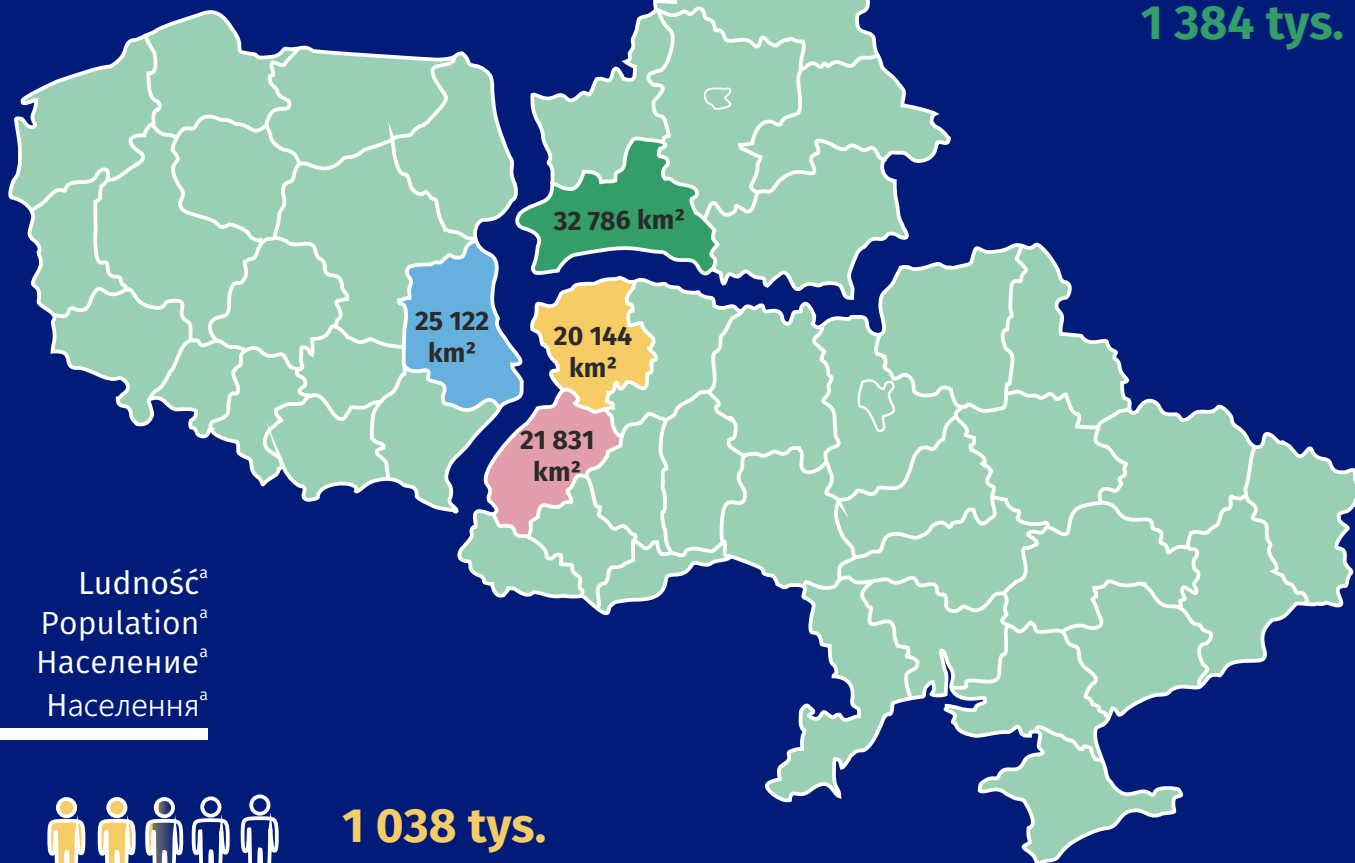 1 384 tys.
32 786 km²
25 122
km²
20 144
km²
21 831
km²
Ludnośćᵃ
Populationᵃ
Населениеᵃ
Населенняᵃ
1 038 tys.